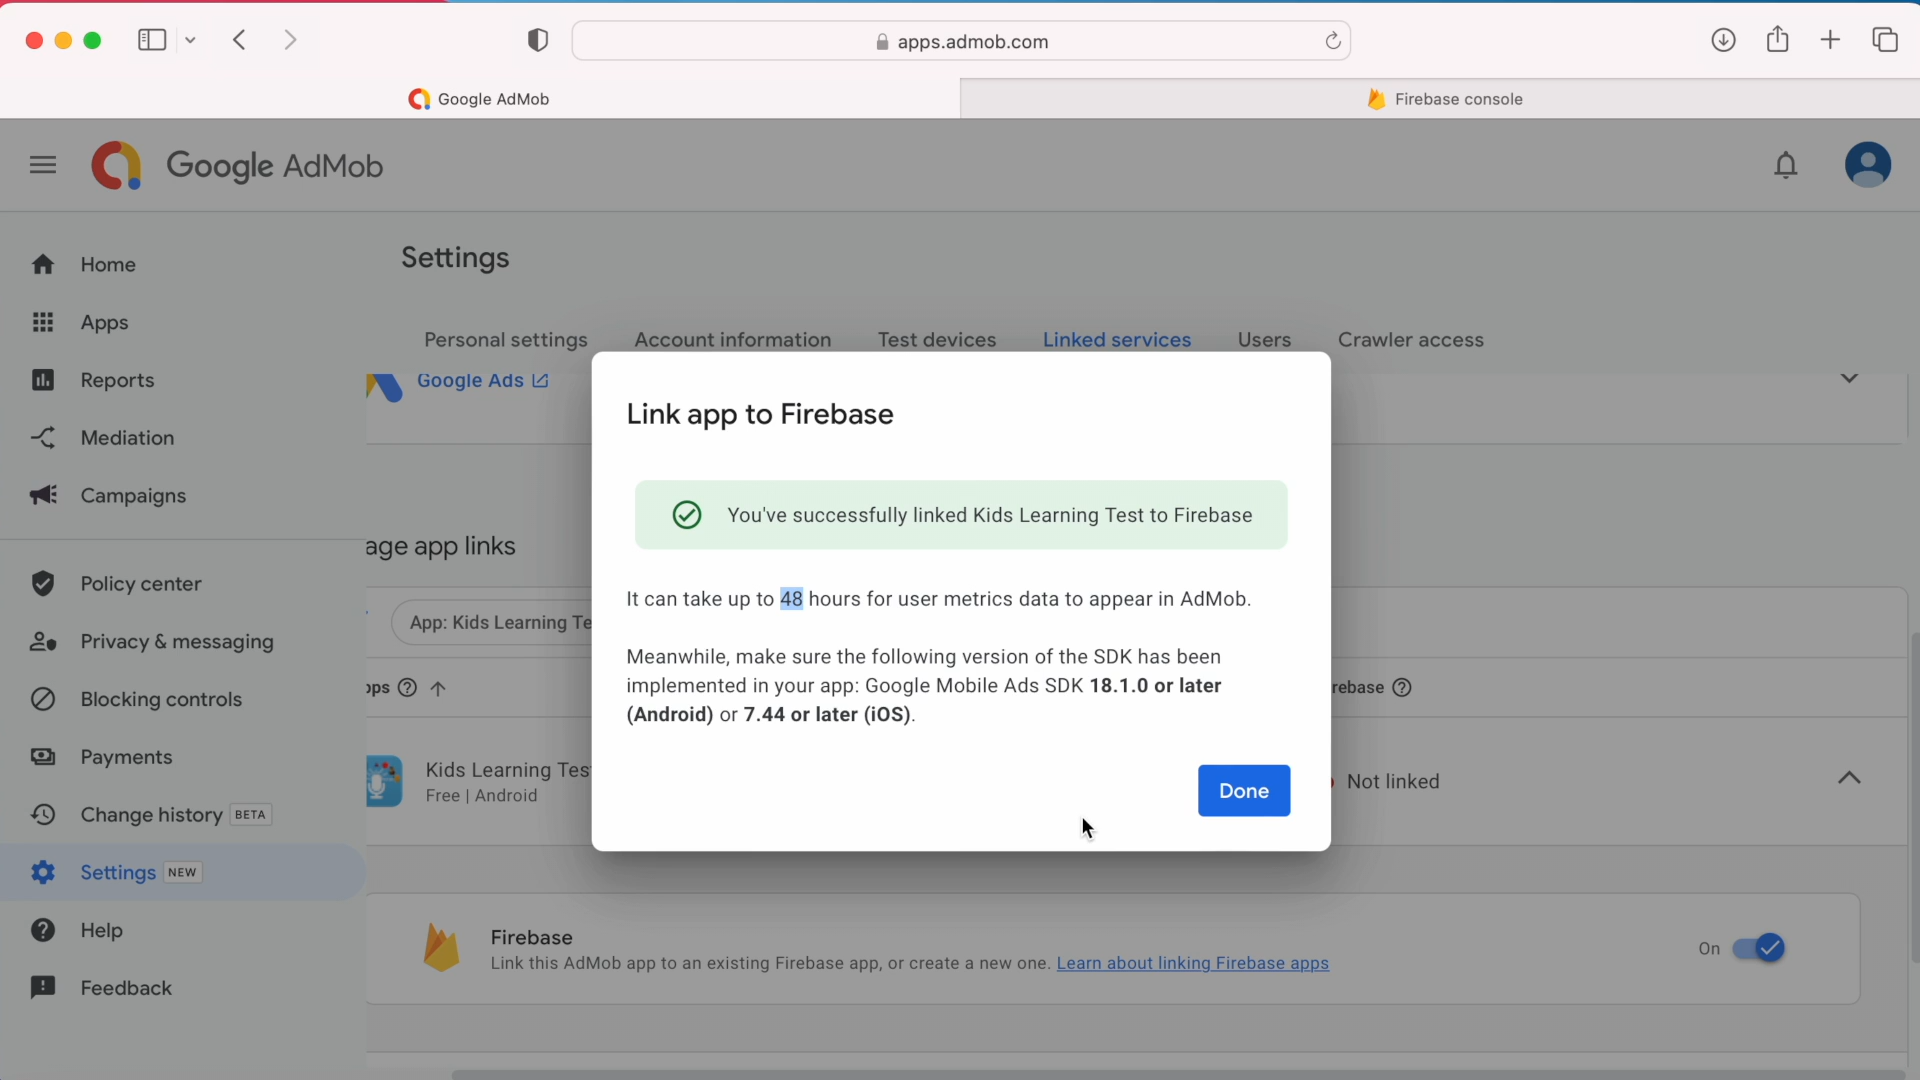 apps.admob.com
Google AdMob
Firebase console
Google AdMob
Home
Apps
Reports
Mediation
Campaigns
Policy center
Privacy & messaging
Blocking controls
Payments
Change history BETA
Settings NEW
Help
Feedback
Settings
Personal settings Account information Test devices Linked services Users Crawler access
Google Ads
age app links
App: Kids Learning Te
pps
rebase
Kids Learning Tes
Free | Android
Not linked
Link app to Firebase
You've successfully linked Kids Learning Test to Firebase
It can take up to 48 hours for user metrics data to appear in AdMob.
Meanwhile, make sure the following version of the SDK has been
implemented in your app: Google Mobile Ads SDK 18.1.0 or later
(Android) or 7.44 or later (iOS).
Done
Firebase
Link this AdMob app to an existing Firebase app, or create a new one. Learn about linking Firebase apps
On